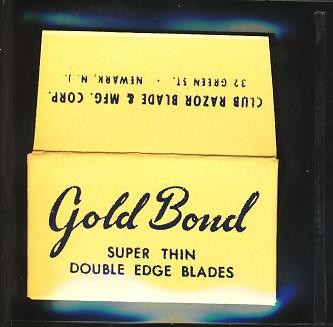 CLUB RAZOR BLADE & MFG. CORP.
32 GREEN ST. • NEWARK, N. J.
Gold Bond
SUPER THIN
DOUBLE EDGE BLADES